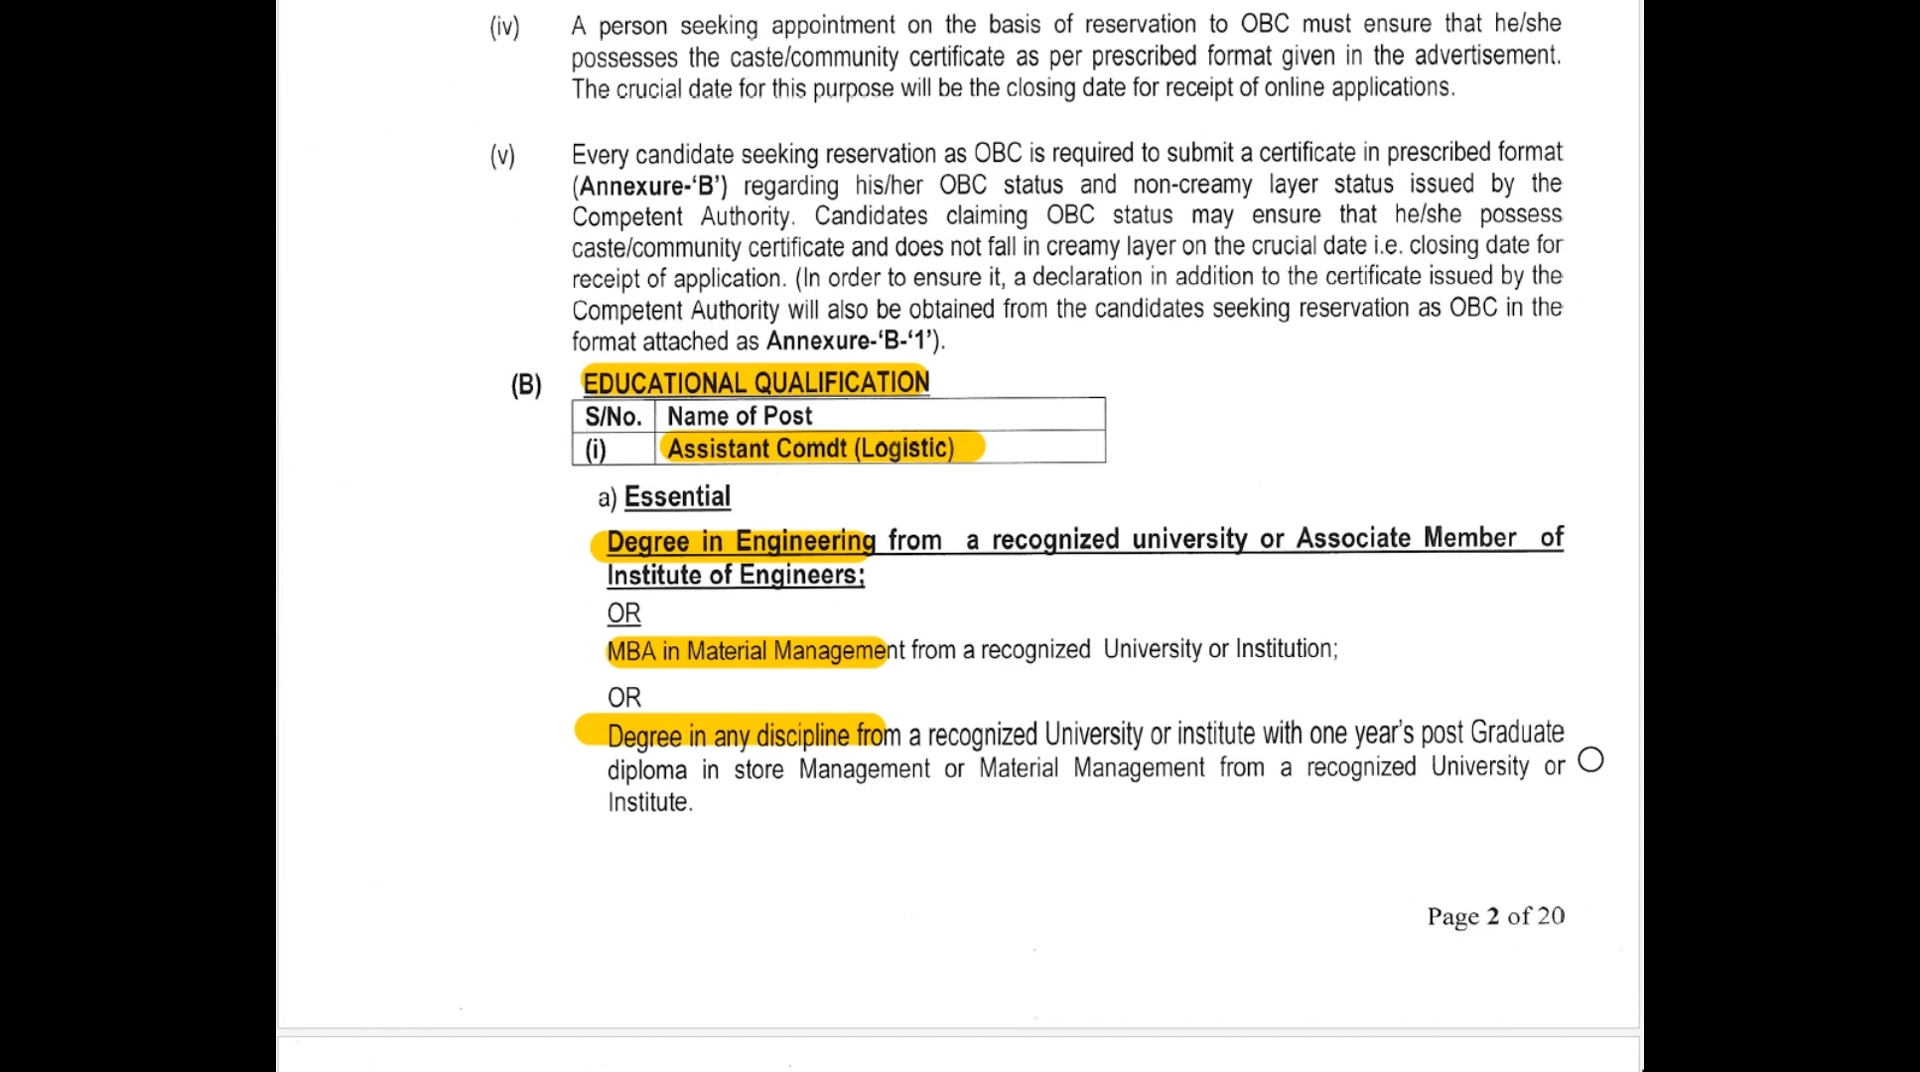 (iv) A person seeking appointment on the basis of reservation to OBC must ensure that he/she
possesses the caste/community certificate as per prescribed format given in the advertisement.
The crucial date for this purpose will be the closing date for receipt of online applications.
(v) Every candidate seeking reservation as OBC is required to submit a certificate in prescribed format
(Annexure-‘B’) regarding his/her OBC status and non-creamy layer status issued by the
Competent Authority. Candidates claiming OBC status may ensure that he/she possess
caste/community certificate and does not fall in creamy layer on the crucial date i.e. closing date for
receipt of application. (In order to ensure it, a declaration in addition to the certificate issued by the
Competent Authority will also be obtained from the candidates seeking reservation as OBC in the
format attached as Annexure-‘B-‘1’).
(B) EDUCATIONAL QUALIFICATION
S/No. Name of Post
(i) Assistant Comdt (Logistic)
a) Essential
Degree in Engineering from a recognized university or Associate Member of
Institute of Engineers;
OR
MBA in Material Management from a recognized University or Institution;
OR
Degree in any discipline from a recognized University or institute with one year’s post Graduate
diploma in store Management or Material Management from a recognized University or
Institute.
Page 2 of 20